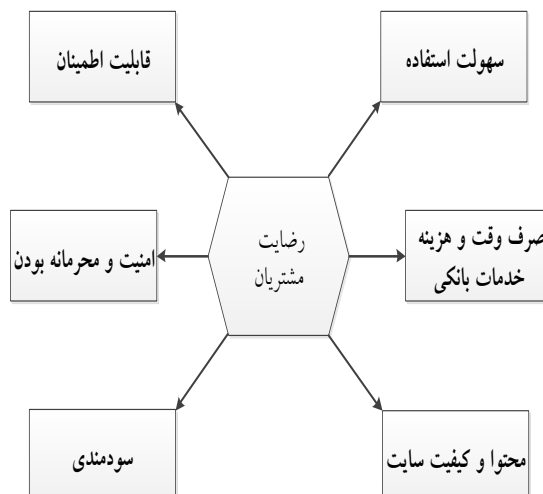 سهولت استفاده
قابلیت اطمینان
رضایت
مشتریان
صرف وقت و هزینه
خدمات بانکی
امنیت و محرمانه بودن
محتوا و کیفیت سایت
سودمندی